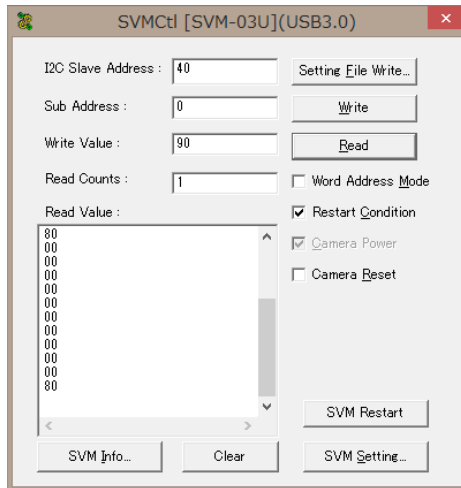 SVMCtl [SVM-03U](USB3.0)
I2C Slave Address : 40 Setting File Write...
Sub Address : 0 Write
Write Value : 90 Read
Read Counts : 1 Word Address Mode
Read Value : Restart Condition
Camera Power
Camera Reset
80
00
00
00
00
00
00
00
00
00
00
80
SVM Restart
SVM Info... Clear SVM Setting...